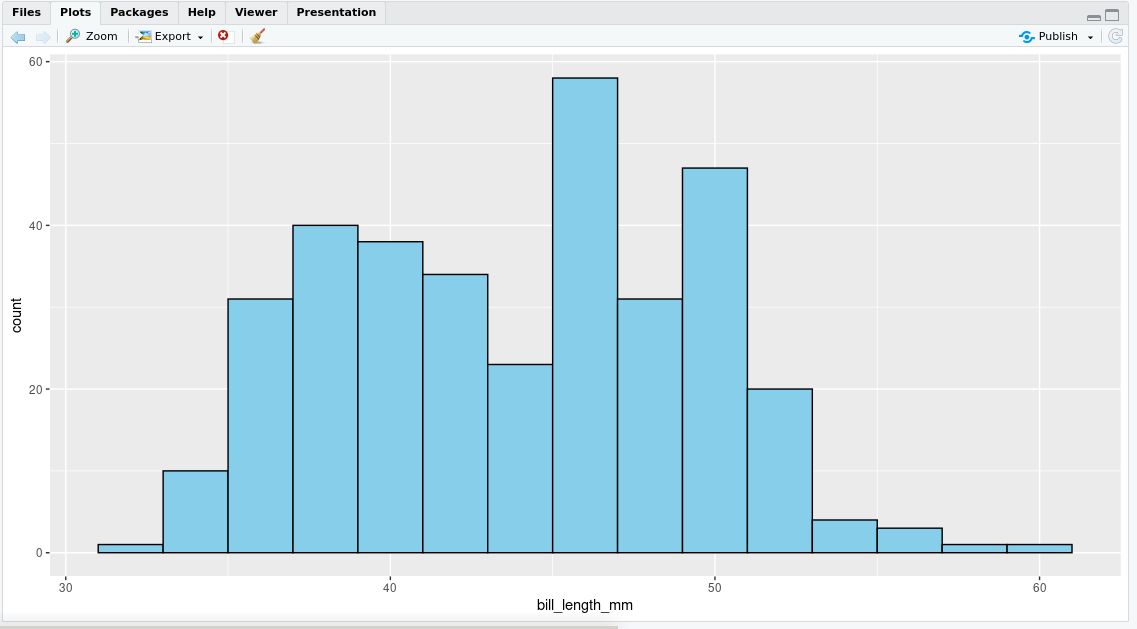 Files Plots Packages Help Viewer Presentation
Zoom Export Publish
60
40
20
0
count
30 40 50 60
bill_length_mm